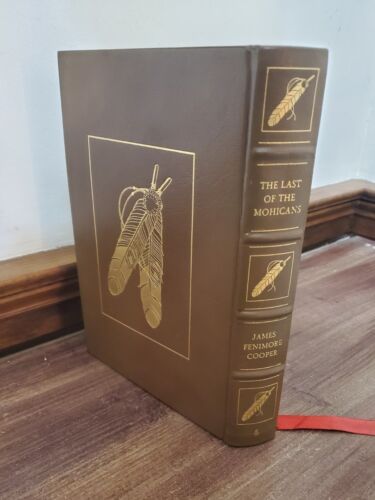 THE LAST
OF THE
MOHICANS
JAMES
FENIMORE
COOPER